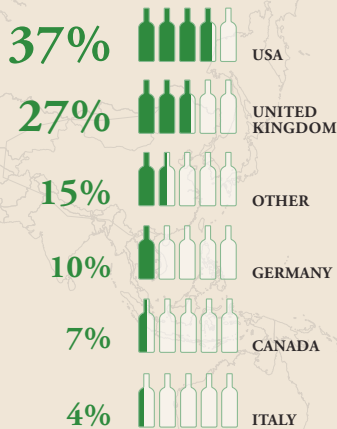 37%
USA
27%
UNITED
KINGDOM
15%
OTHER
10%
GERMANY
7%
CANADA
4%
ITALY